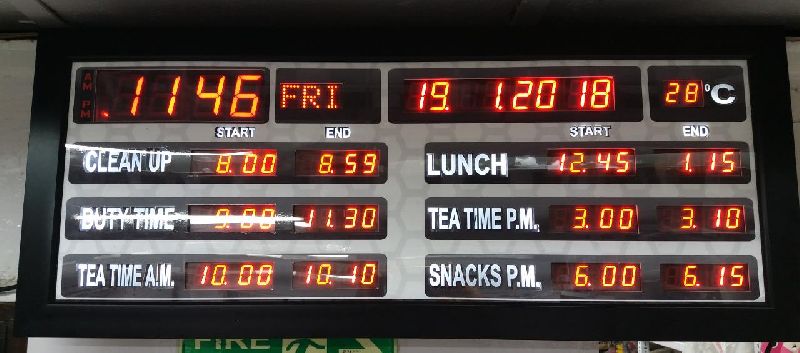 AM PM .1146 FRI 19. 1.2018 28°C
START END START END
CLEAN UP 8.00 8.59 LUNCH 12.45 1.15
DUTY TIME 9.00 11.30 TEA TIME P.M. 3.00 3.10
TEA TIME A.M. 10.00 10.10 SNACKS P.M. 6.00 6.15
FIRE